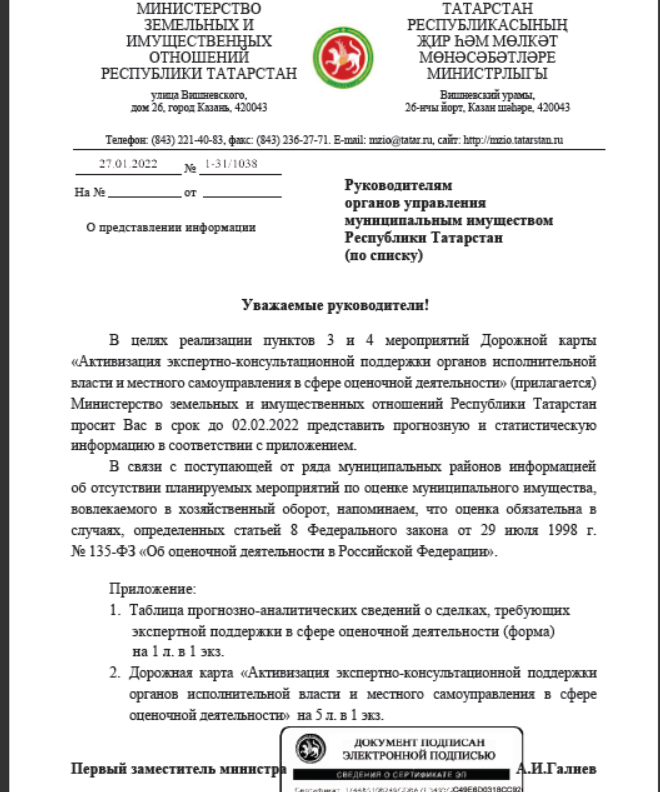 МИНИСТЕРСТВО
ЗЕМЕЛЬНЫХ И
ИМУЩЕСТВЕННЫХ
ОТНОШЕНИЙ
РЕСПУБЛИКИ ТАТАРСТАН
улица Вишневского,
дом 26, город Казань, 420043
ТАТАРСТАН
РЕСПУБЛИКАСЫНЫҢ
ҖИР ҺӘМ МӨЛКӘТ
МӨНӘСӘБӘТЛӘРЕ
МИНИСТРЛЫГЫ
Вишневский урамы,
26-нчы йорт, Казан шәһәре, 420043
Телефон: (843) 221-40-83, факс: (843) 236-27-71. E-mail: mzio@tatar.ru, сайт: http://mzio.tatarstan.ru
27.01.2022 № 1-31/1038
На № от
О представлении информации
Руководителям
органов управления
муниципальным имуществом
Республики Татарстан
(по списку)
Уважаемые руководители!
В целях реализации пунктов 3 и 4 мероприятий Дорожной карты
«Активизация экспертно-консультационной поддержки органов исполнительной
власти и местного самоуправления в сфере оценочной деятельности» (прилагается)
Министерство земельных и имущественных отношений Республики Татарстан
просит Вас в срок до 02.02.2022 представить прогнозную и статистическую
информацию в соответствии с приложением.
В связи с поступающей от ряда муниципальных районов информацией
об отсутствии планируемых мероприятий по оценке муниципального имущества,
вовлекаемого в хозяйственный оборот, напоминаем, что оценка обязательна в
случаях, определенных статьей 8 Федерального закона от 29 июля 1998 г.
№ 135-ФЗ «Об оценочной деятельности в Российской Федерации».
Приложение:
1. Таблица прогнозно-аналитических сведений о сделках, требующих
экспертной поддержки в сфере оценочной деятельности (форма)
на 1 л. в 1 экз.
2. Дорожная карта «Активизация экспертно-консультационной поддержки
органов исполнительной власти и местного самоуправления в сфере
оценочной деятельности» на 5 л. в 1 экз.
ДОКУМЕНТ ПОДПИСАН
ЭЛЕКТРОННОЙ ПОДПИСЬЮ
СВЕДЕНИЯ О СЕРТИФИКАТЕ ЭП
Первый заместитель министра А.И.Галиев